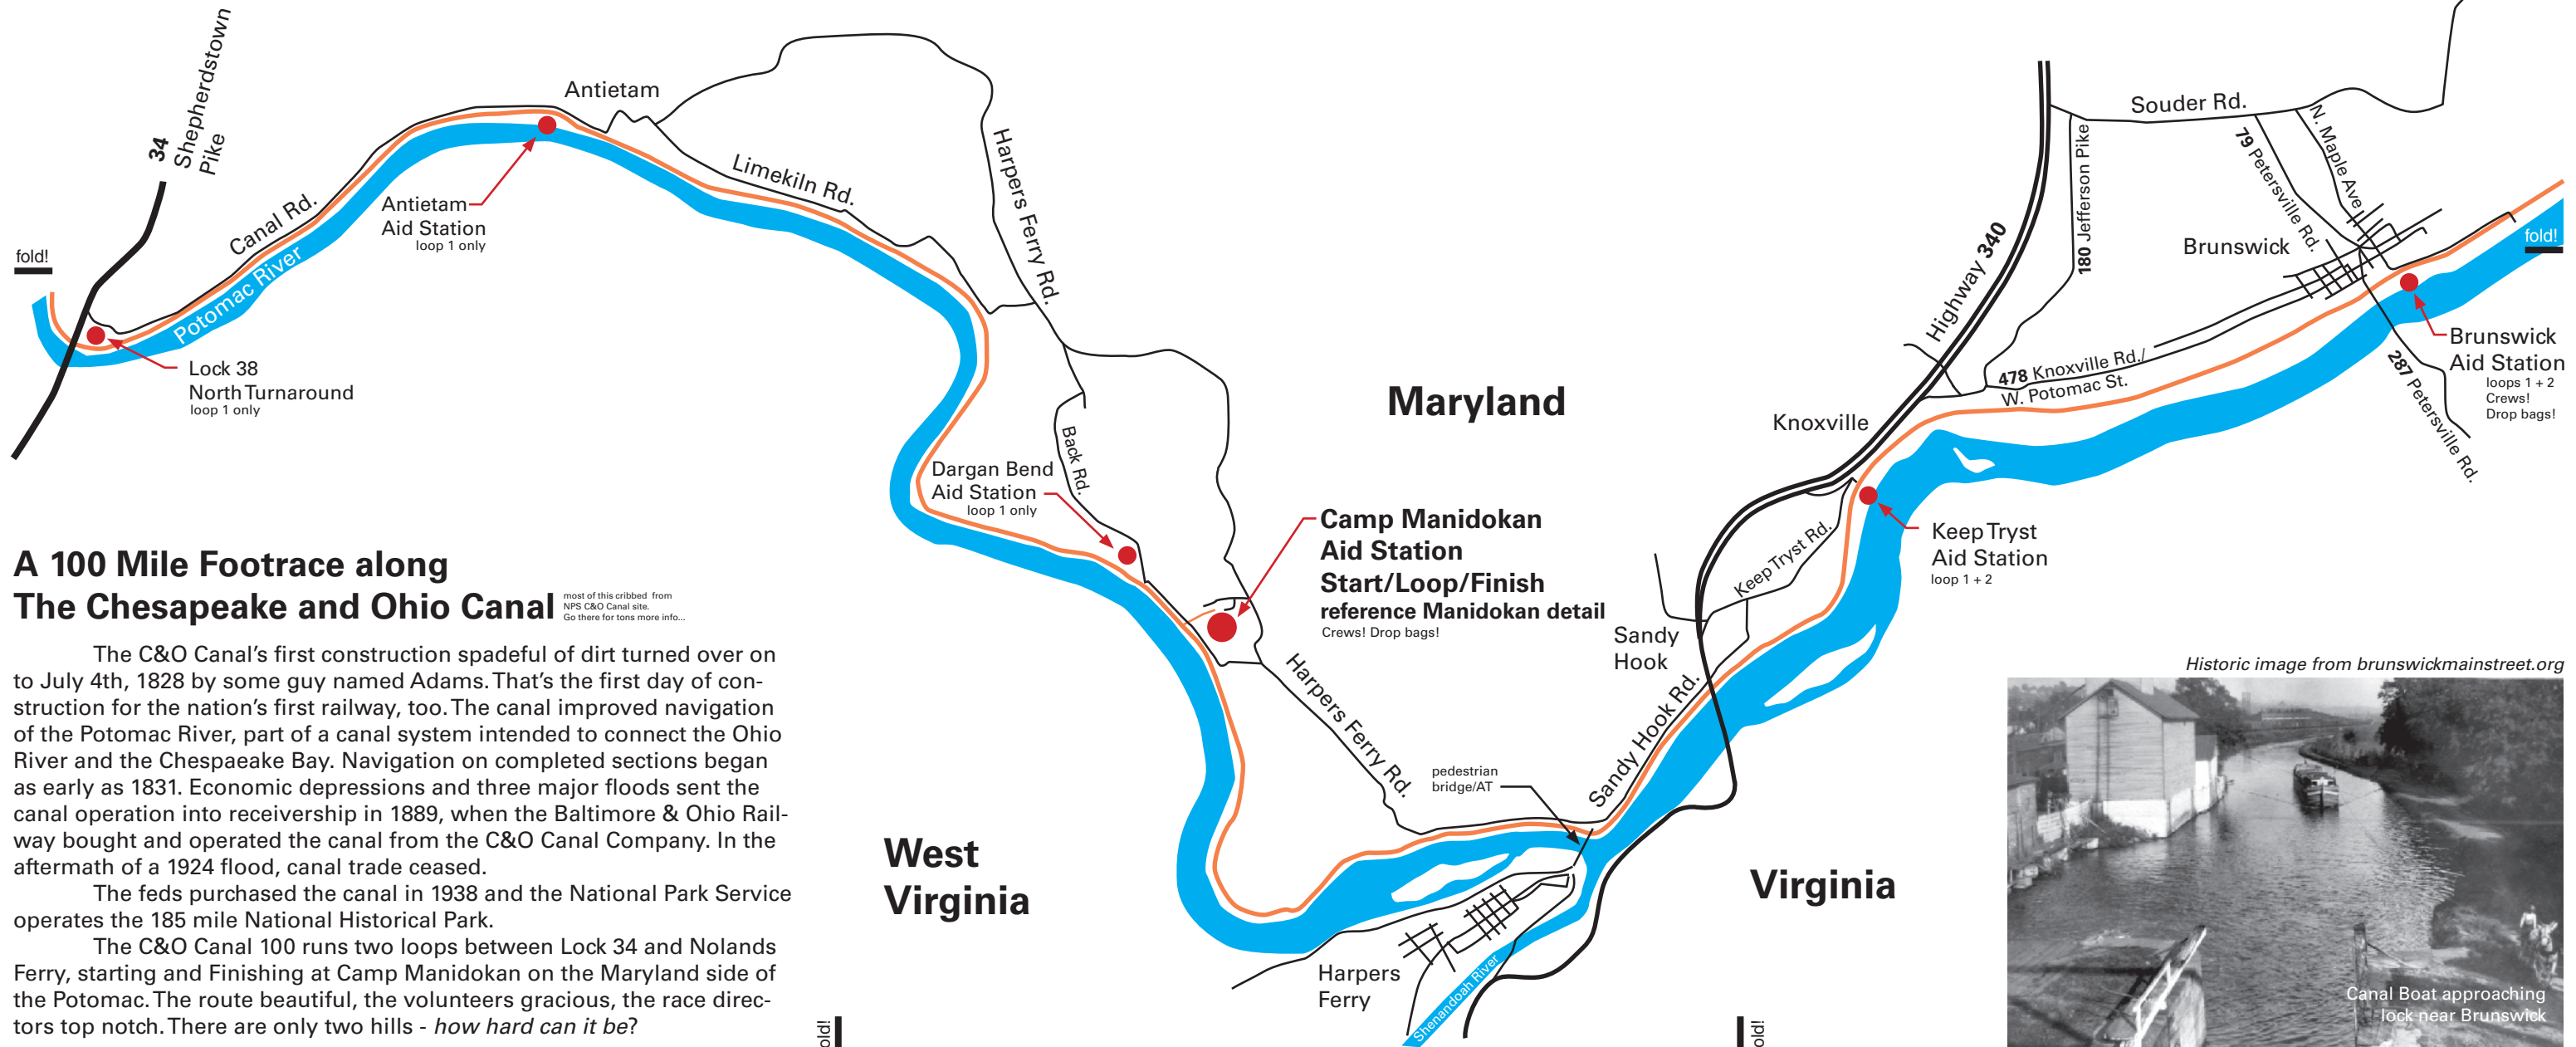 34
Shepherdstown
Pike
fold!
Canal Rd.
Potomac River
Lock 38
North Turnaround
loop 1 only
Antietam
Aid Station
loop 1 only
Antietam
Limekiln Rd.
Harpers Ferry Rd.
Back Rd.
Dargan Bend
Aid Station
loop 1 only
Camp Manidokan
Aid Station
Start/Loop/Finish
reference Manidokan detail
Crews! Drop bags!
Harpers Ferry Rd.
Maryland
West
Virginia
Virginia
pedestrian
bridge/AT
Harpers
Ferry
Shenandoah River
Sandy Hook Rd.
Sandy
Hook
Keep Tryst Rd.
Knoxville
Keep Tryst
Aid Station
loop 1 + 2
Highway 340
180 Jefferson Pike
Souder Rd.
79 Petersville Rd.
N. Maple Ave.
Brunswick
478 Knoxville Rd./
W. Potomac St.
287 Petersville Rd.
fold!
Brunswick
Aid Station
loops 1 + 2
Crews!
Drop bags!
A 100 Mile Footrace along
The Chesapeake and Ohio Canal
most of this cribbed from
NPS C&O Canal site.
Go there for tons more info...
The C&O Canal's first construction spadeful of dirt turned over on
to July 4th, 1828 by some guy named Adams. That's the first day of con-
struction for the nation's first railway, too. The canal improved navigation
of the Potomac River, part of a canal system intended to connect the Ohio
River and the Chespaeake Bay. Navigation on completed sections began
as early as 1831. Economic depressions and three major floods sent the
canal operation into receivership in 1889, when the Baltimore & Ohio Rail-
way bought and operated the canal from the C&O Canal Company. In the
aftermath of a 1924 flood, canal trade ceased.
The feds purchased the canal in 1938 and the National Park Service
operates the 185 mile National Historical Park.
The C&O Canal 100 runs two loops between Lock 34 and Nolands
Ferry, starting and Finishing at Camp Manidokan on the Maryland side of
the Potomac. The route beautiful, the volunteers gracious, the race direc-
tors top notch. There are only two hills - how hard can it be?
fold!
fold!
Historic image from brunswickmainstreet.org
Canal Boat approaching
lock near Brunswick